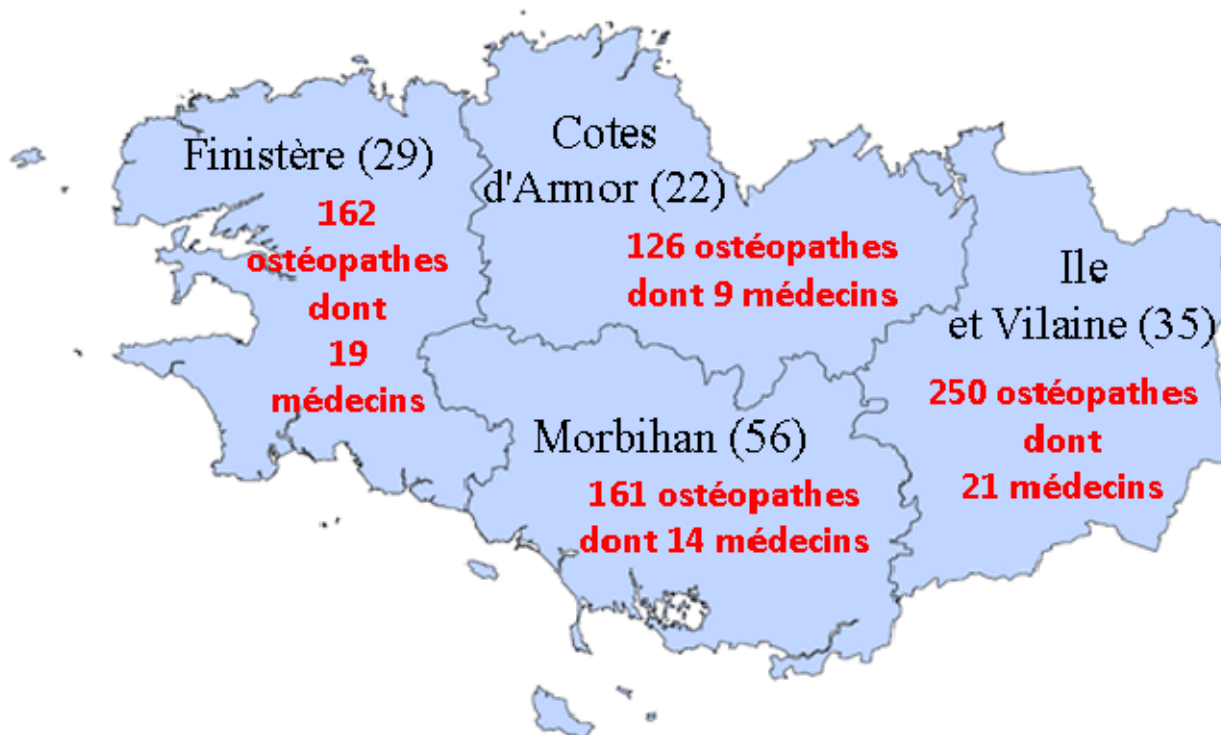 Finistère (29)
162
ostéopathes
dont
19
médecins
Cotes
d'Armor (22)
126 ostéopathes
dont 9 médecins
Ile
et Vilaine (35)
250 ostéopathes
dont
21 médecins
Morbihan (56)
161 ostéopathes
dont 14 médecins